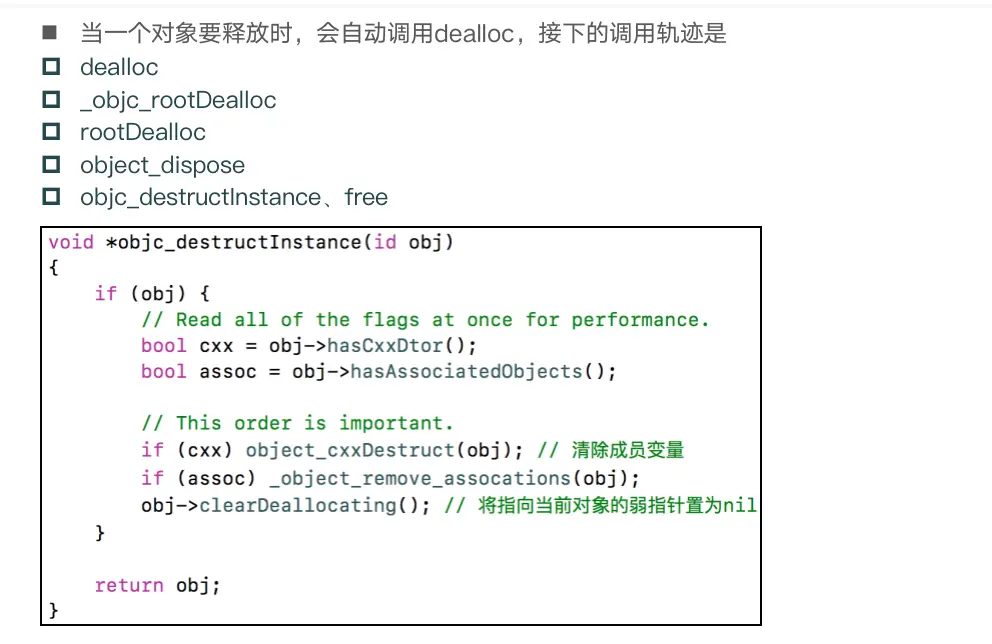 当一个对象要释放时，会自动调用dealloc，接下的调用轨迹是
dealloc
_objc_rootDealloc
rootDealloc
object_dispose
objc_destructInstance、free
void *objc_destructInstance(id obj)
{
    if (obj) {
        // Read all of the flags at once for performance.
        bool cxx = obj->hasCxxDtor();
        bool assoc = obj->hasAssociatedObjects();

        // This order is important.
        if (cxx) object_cxxDestruct(obj); // 清除成员变量
        if (assoc) _object_remove_assocations(obj);
        obj->clearDeallocating(); // 将指向当前对象的弱指针置为nil
    }

    return obj;
}